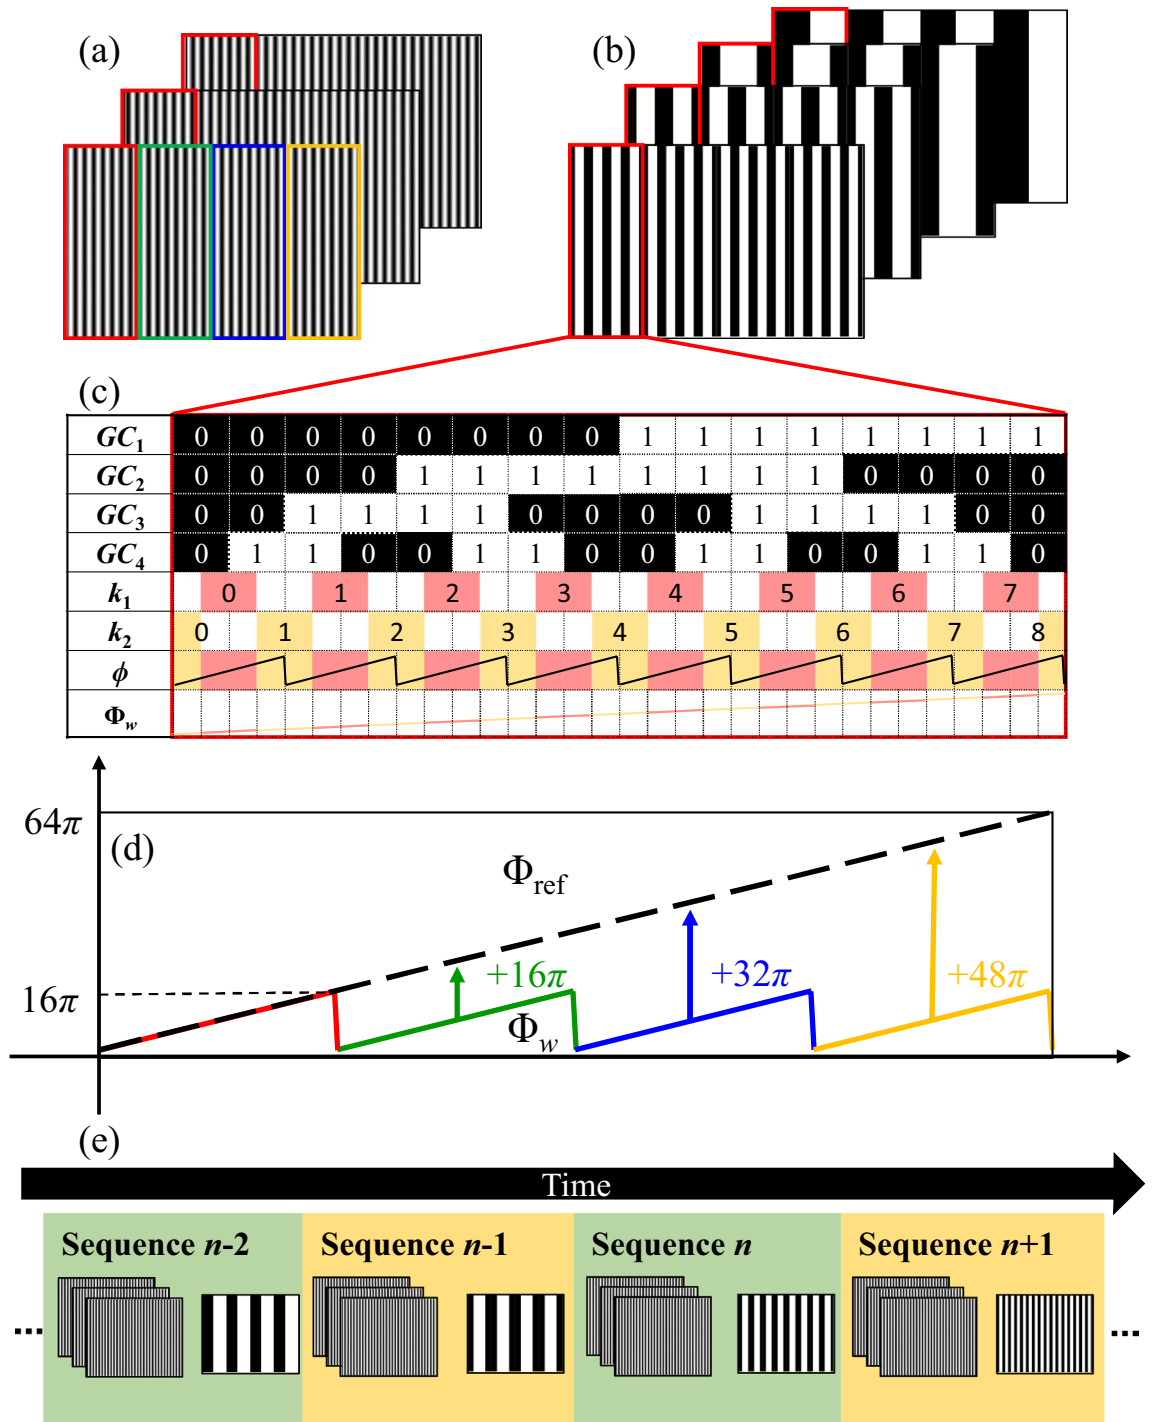 (a)
(b)
(c)
GC1 0 0 0 0 0 0 0 0 1 1 1 1 1 1 1 1
GC2 0 0 0 0 1 1 1 1 1 1 1 1 0 0 0 0
GC3 0 0 1 1 1 1 0 0 0 0 1 1 1 1 0 0
GC4 0 1 1 0 0 1 1 0 0 1 1 0 0 1 1 0
k1 0 1 2 3 4 5 6 7
k2 0 1 2 3 4 5 6 7 8
ϕ
Φw
64π
(d)
Φref
16π
+16π
+32π
+48π
Φw
(e)
Time
Sequence n-2
Sequence n-1
Sequence n
Sequence n+1
...
...